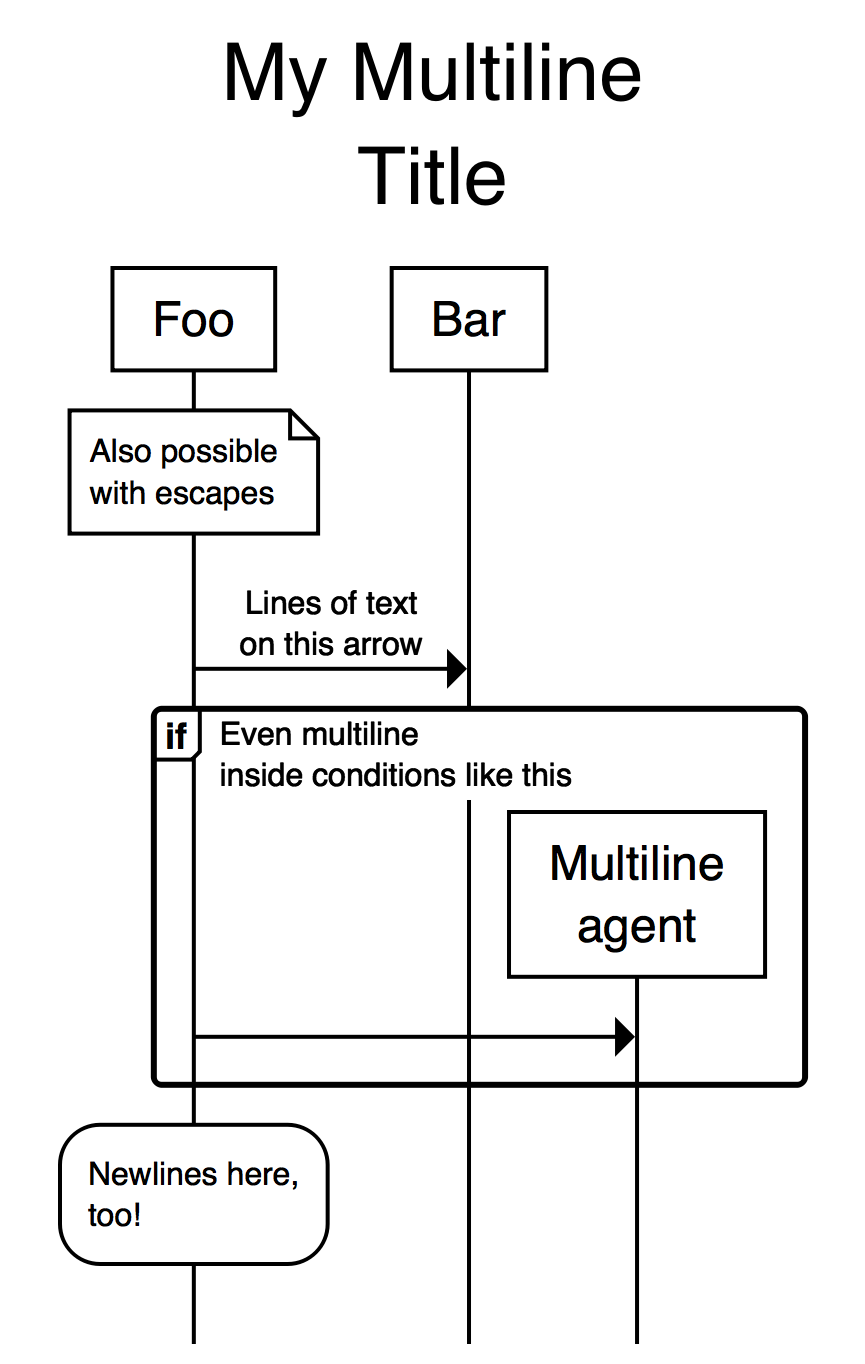 My Multiline
Title
Foo
Bar
Also possible
with escapes
Lines of text
on this arrow
if
Even multiline
inside conditions like this
Multiline
agent
Newlines here,
too!